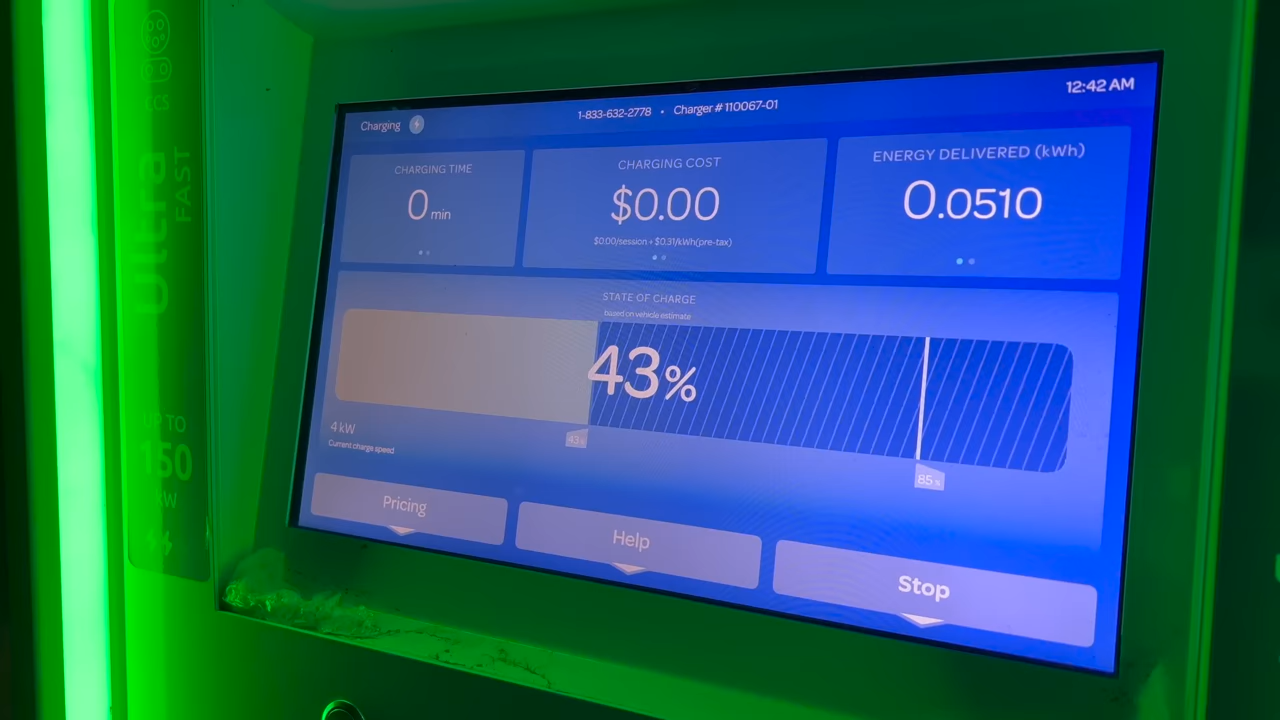 CCS
Ultra
FAST
UP TO
150
kW
Charging
1-833-632-2778 • Charger # 110067-01
12:42 AM
CHARGING TIME
0 min
CHARGING COST
$0.00
$0.00/session + $0.31/kWh(pre-tax)
ENERGY DELIVERED (kWh)
0.0510
STATE OF CHARGE
based on vehicle estimate
43%
4 kW
Current charge speed
43%
85%
Pricing
Help
Stop